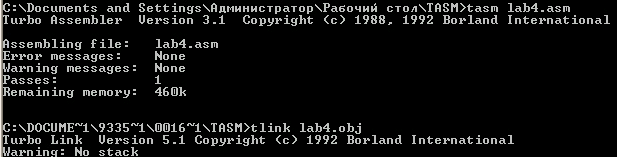 C:\Documents and Settings\Администратор\Рабочий стол\TASM>tasm lab4.asm
Turbo Assembler  Version 3.1  Copyright (c) 1988, 1992 Borland International
Assembling file:   lab4.asm
Error messages:    None
Warning messages:  None
Passes:            1
Remaining memory:  460k
C:\DOCUME~1\9335~1\0016~1\TASM>tlink lab4.obj
Turbo Link  Version 5.1 Copyright (c) 1992 Borland International
Warning: No stack